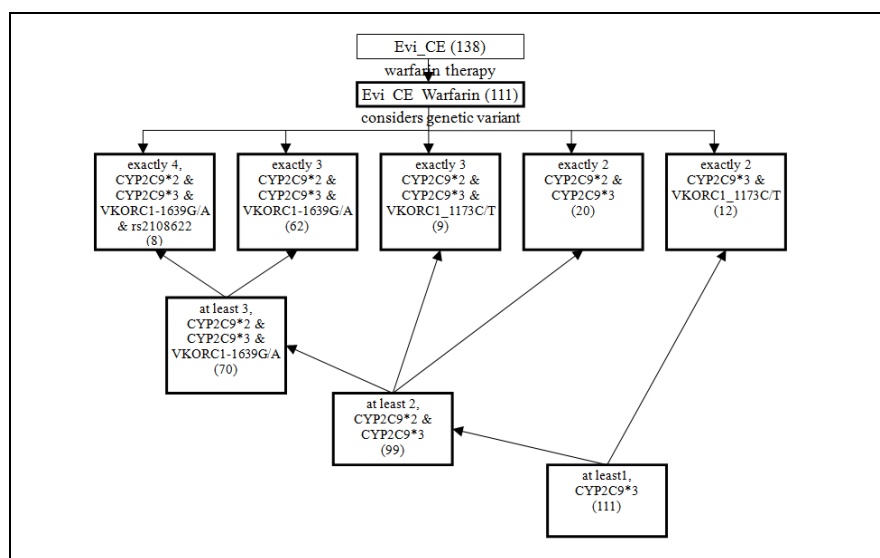 Evi_CE (138)
warfarin therapy
Evi_CE_Warfarin (111)
considers genetic variant
exactly 4,
CYP2C9*2 &
CYP2C9*3 &
VKORC1-1639G/A
& rs2108622
(8)
exactly 3
CYP2C9*2 &
CYP2C9*3 &
VKORC1-1639G/A
(62)
exactly 3
CYP2C9*2 &
CYP2C9*3 &
VKORC1_1173C/T
(9)
exactly 2
CYP2C9*2 &
CYP2C9*3
(20)
exactly 2
CYP2C9*3 &
VKORC1_1173C/T
(12)
at least 3,
CYP2C9*2 &
CYP2C9*3 &
VKORC1-1639G/A
(70)
at least 2,
CYP2C9*2 &
CYP2C9*3
(99)
at least1,
CYP2C9*3
(111)